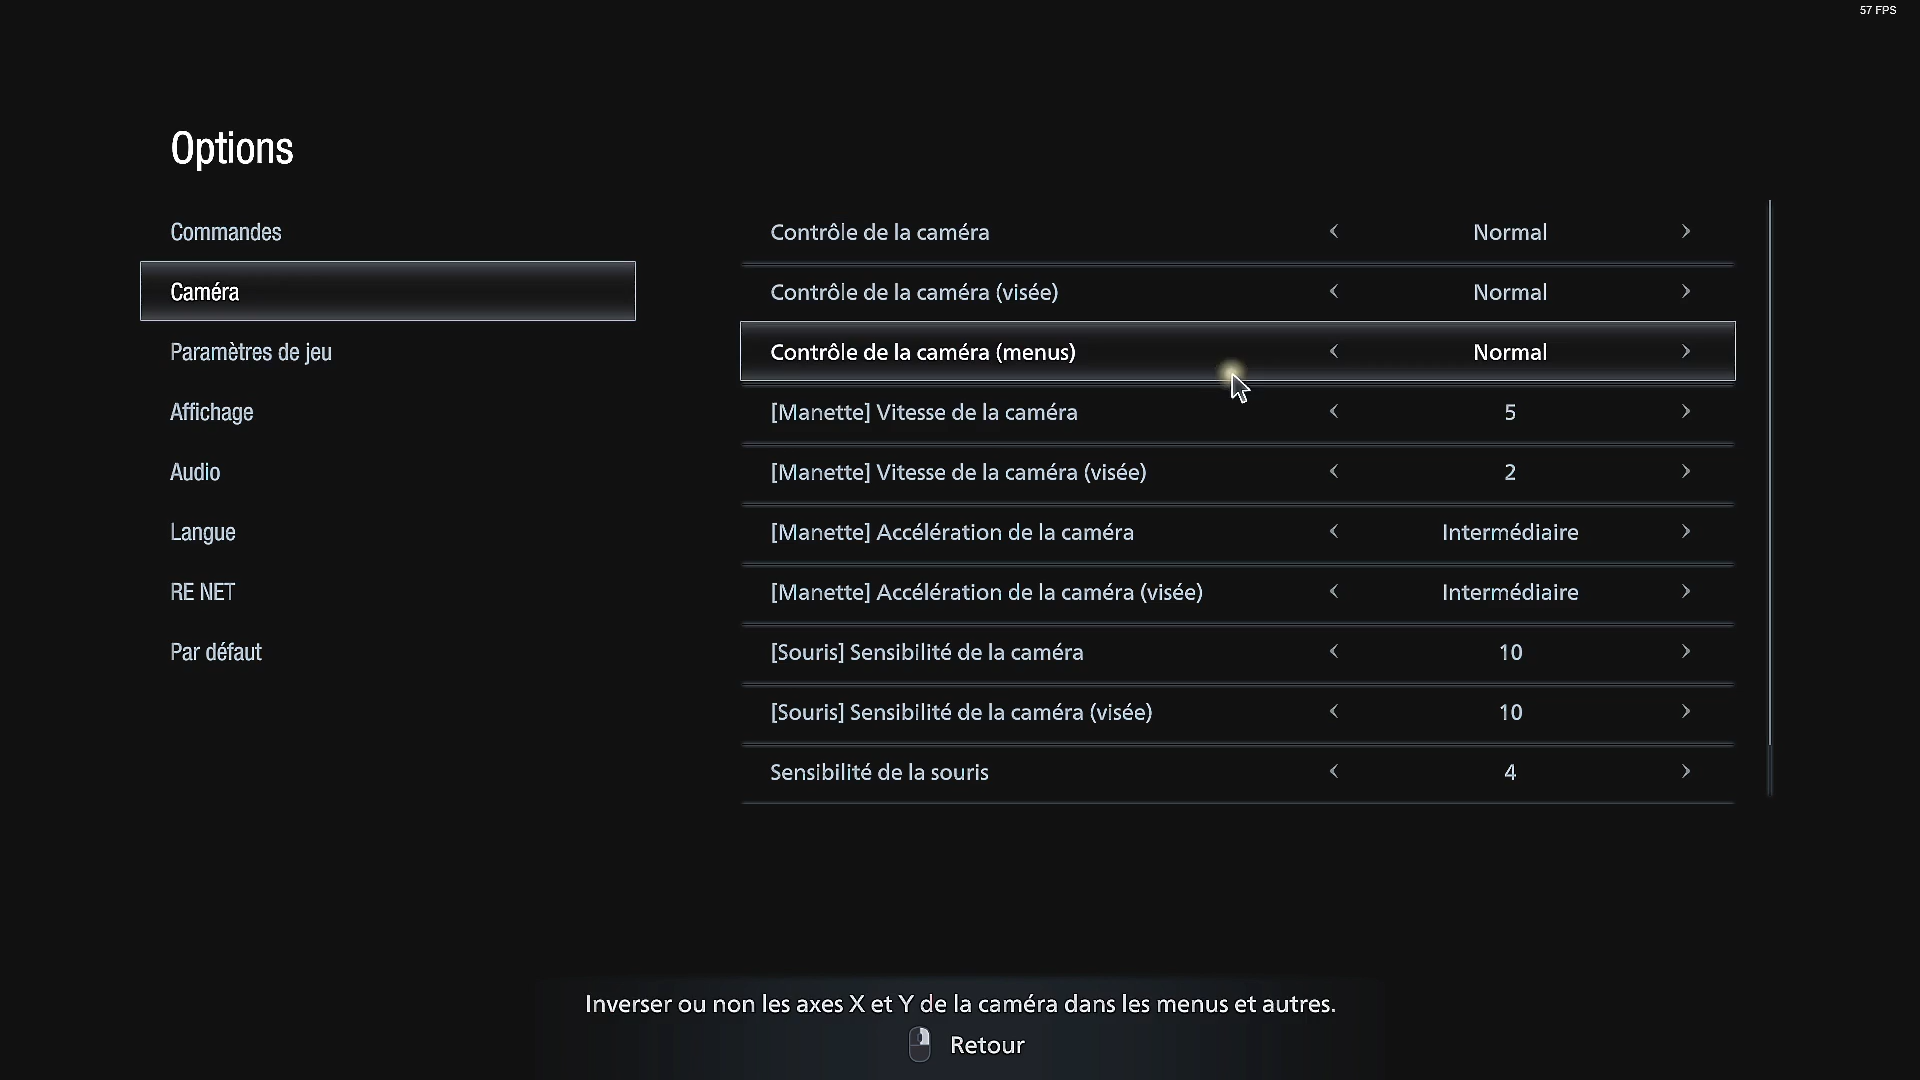 57 FPS
Options
Commandes
Caméra
Paramètres de jeu
Affichage
Audio
Langue
RE NET
Par défaut
Contrôle de la caméra < Normal >
Contrôle de la caméra (visée) < Normal >
Contrôle de la caméra (menus) < Normal >
[Manette] Vitesse de la caméra < 5 >
[Manette] Vitesse de la caméra (visée) < 2 >
[Manette] Accélération de la caméra < Intermédiaire >
[Manette] Accélération de la caméra (visée) < Intermédiaire >
[Souris] Sensibilité de la caméra < 10 >
[Souris] Sensibilité de la caméra (visée) < 10 >
Sensibilité de la souris < 4 >
Inverser ou non les axes X et Y de la caméra dans les menus et autres.
Retour